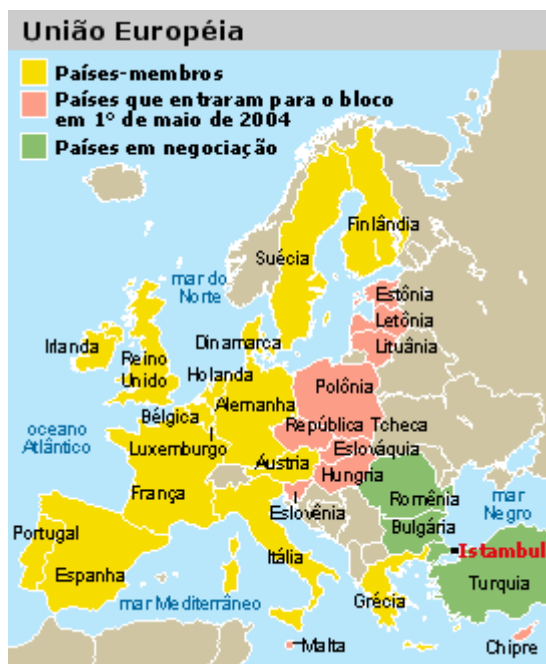 União Européia
Países-membros
Países que entraram para o bloco
em 1º de maio de 2004
Países em negociação
Finlândia
Suécia
mar do
Norte
Estônia
Letônia
Lituânia
Dinamarca
Irlanda
Reino
Unido
Holanda
Polônia
Bélgica
Alemanha
oceano
Atlântico
República Tcheca
Luxemburgo
Eslováquia
Áustria
Hungria
França
Romênia
mar
Negro
Eslovênia
Bulgária
Portugal
Istambul
Itália
Espanha
Turquia
mar Mediterrâneo
Grécia
Malta
Chipre